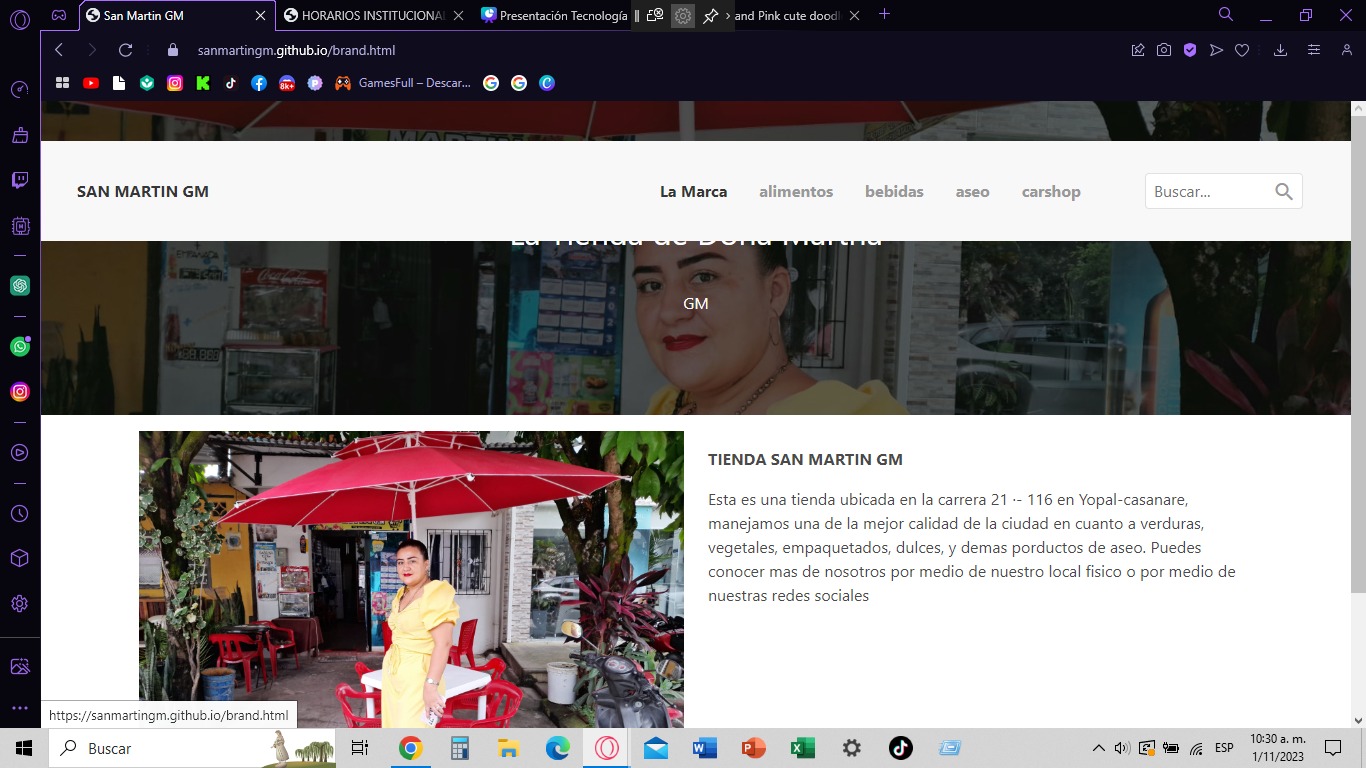 San Martin GM
HORARIOS INSTITUCIONAL
Presentación Tecnología
and Pink cute doodl
sanmartingm.github.io/brand.html
8k+
GamesFull – Descar...
SAN MARTIN GM
La Marca
alimentos
bebidas
aseo
carshop
Buscar...
La Tienda de Doña Martha
GM
TIENDA SAN MARTIN GM
Esta es una tienda ubicada en la carrera 21 ·- 116 en Yopal-casanare,
manejamos una de la mejor calidad de la ciudad en cuanto a verduras,
vegetales, empaquetados, dulces, y demas porductos de aseo. Puedes
conocer mas de nosotros por medio de nuestro local fisico o por medio de
nuestras redes sociales
https://sanmartingm.github.io/brand.html
Buscar
ESP
10:30 a. m.
1/11/2023